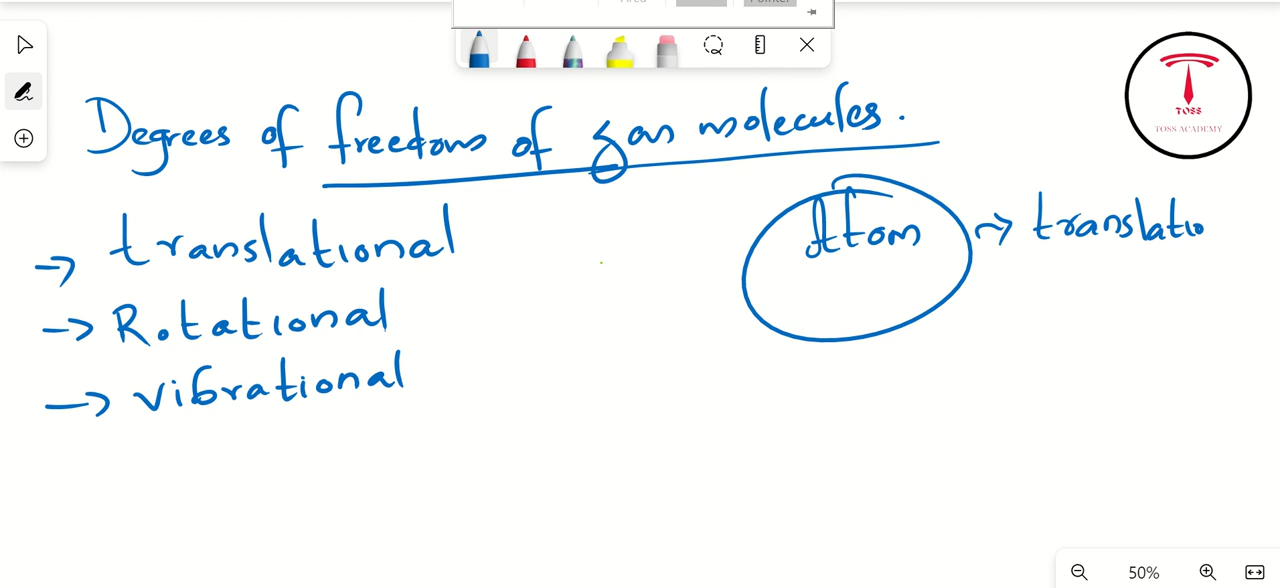 Degrees of freedoms of gas molecules.
→ translational
→ Rotational
→ vibrational
Atom → translatio
TOSS
TOSS ACADEMY
50%